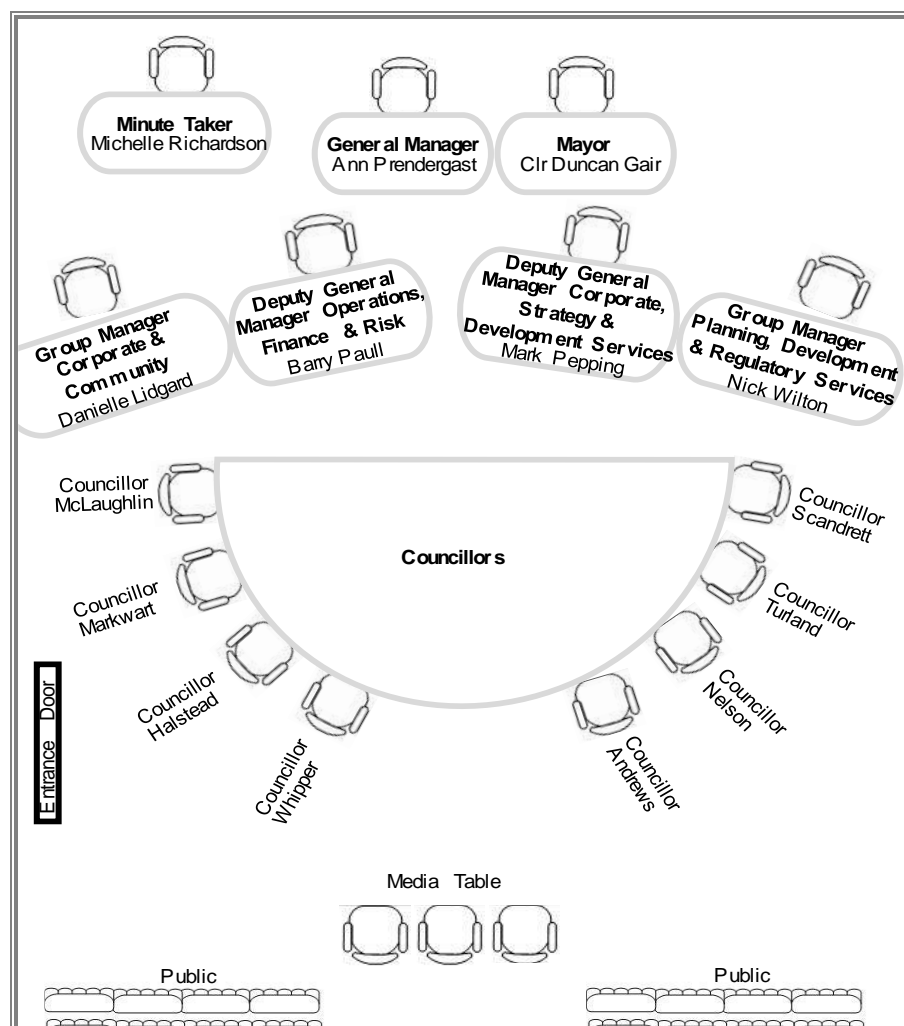 Minute Taker
Michelle Richardson
General Manager
Ann Prendergast
Mayor
Clr Duncan Gair
Group Manager
Corporate &
Community
Danielle Lidgard
Deputy General
Manager Operations,
Finance & Risk
Barry Paull
Deputy General
Manager Corporate,
Strategy &
Development Services
Mark Pepping
Group Manager
Planning, Development
& Regulatory Services
Nick Wilton
Councillor
McLaughlin
Councillor
Markwart
Councillor
Halstead
Councillor
Whipper
Councillors
Councillor
Scandrett
Councillor
Turland
Councillor
Nelson
Councillor
Andrews
Entrance Door
Media Table
Public
Public